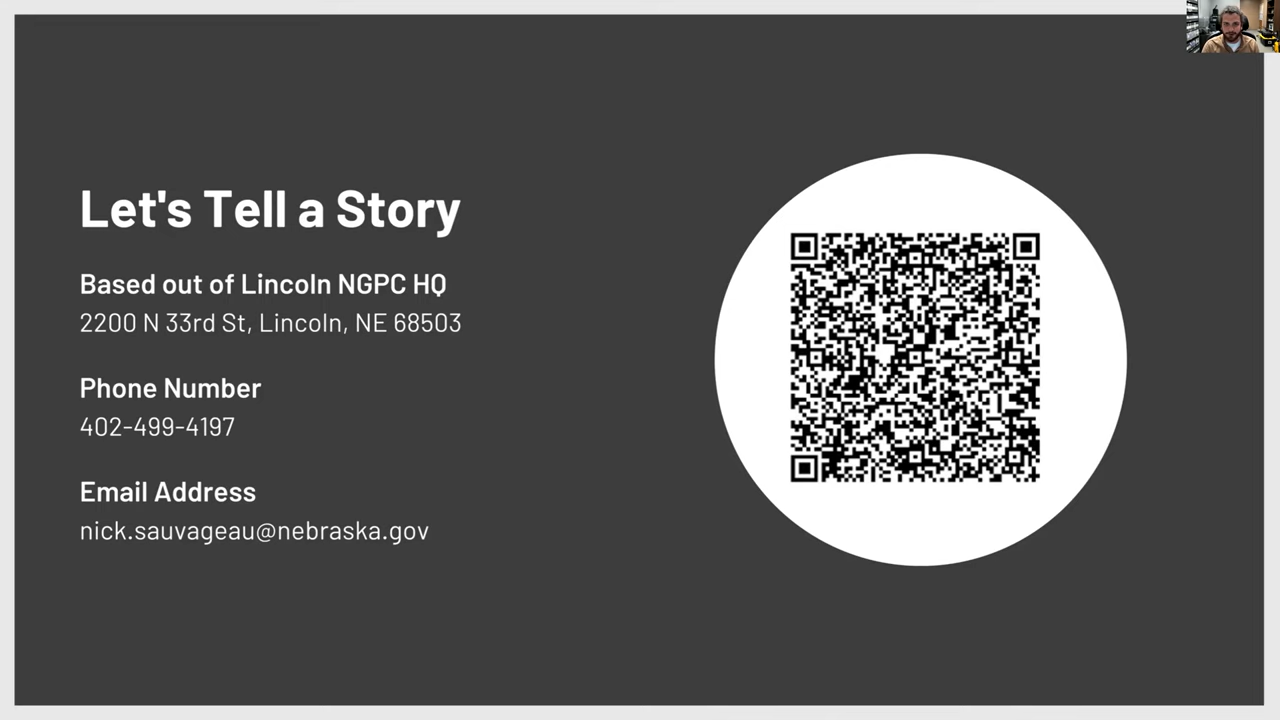 Let's Tell a Story
Based out of Lincoln NGPC HQ
2200 N 33rd St, Lincoln, NE 68503
Phone Number
402-499-4197
Email Address
nick.sauvageau@nebraska.gov